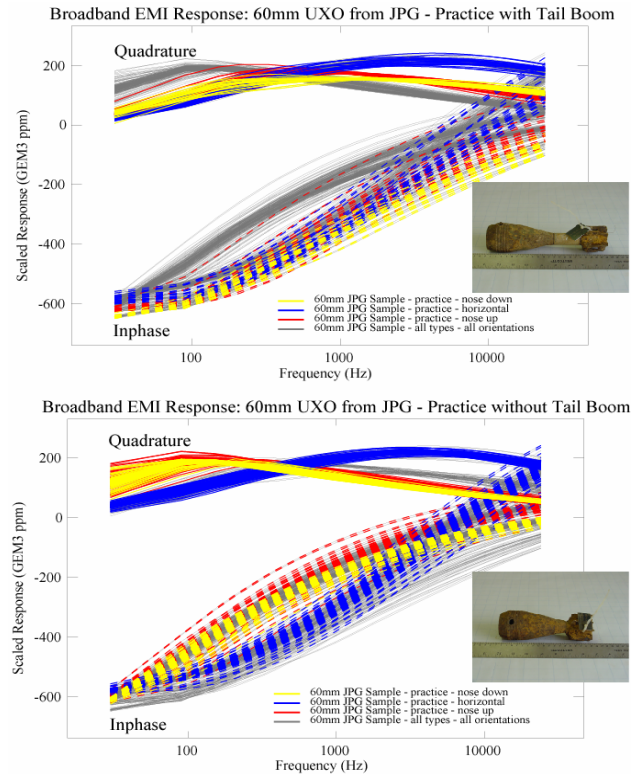 Broadband EMI Response: 60mm UXO from JPG - Practice with Tail Boom
Quadrature
200
0
-200
-400
-600
Scaled Response (GEM3 ppm)
60mm JPG Sample - practice - nose down
60mm JPG Sample - practice - horizontal
60mm JPG Sample - practice - nose up
60mm JPG Sample - all types - all orientations
Inphase
100
1000
10000
Frequency (Hz)
Broadband EMI Response: 60mm UXO from JPG - Practice without Tail Boom
Quadrature
200
0
-200
-400
-600
Scaled Response (GEM3 ppm)
60mm JPG Sample - practice - nose down
60mm JPG Sample - practice - horizontal
60mm JPG Sample - practice - nose up
60mm JPG Sample - all types - all orientations
Inphase
100
1000
10000
Frequency (Hz)